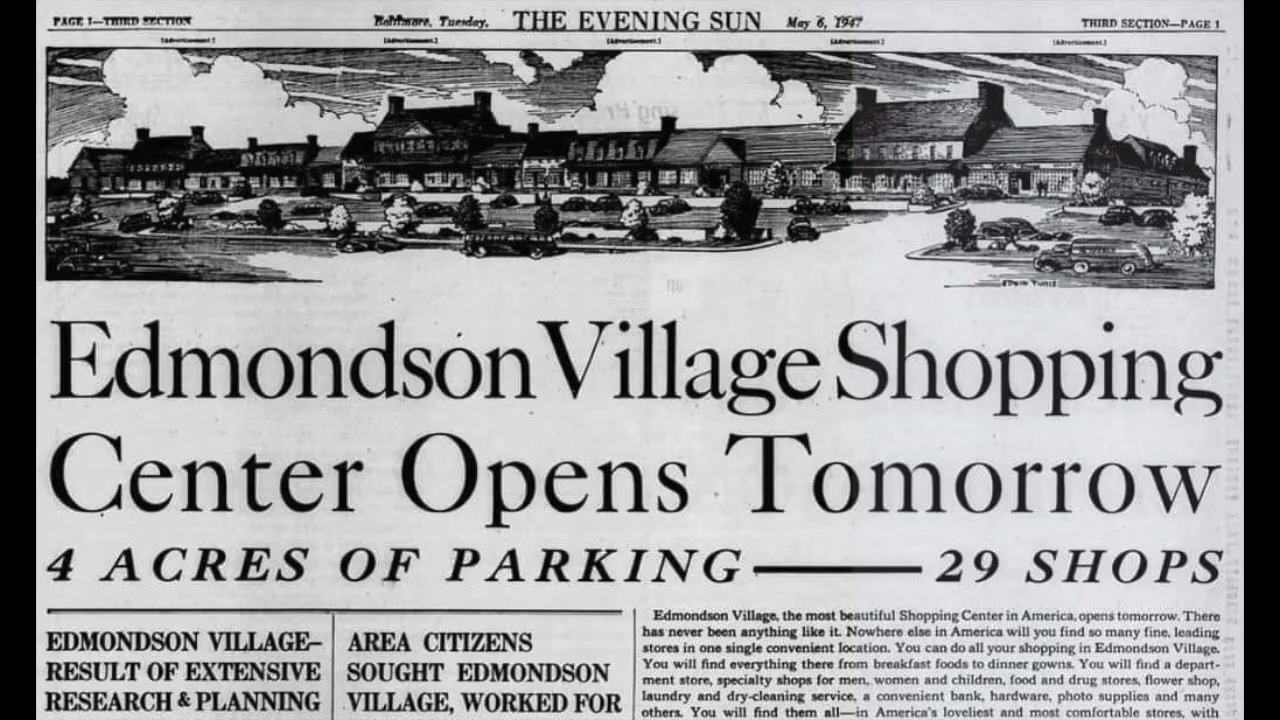 PAGE 1—THIRD SECTION Baltimore, Tuesday, THE EVENING SUN May 6, 1947 THIRD SECTION—PAGE 1
[Advertisement.] [Advertisement.] [Advertisement.] [Advertisement.] [Advertisement.]
EDWIN TUNIS
Edmondson Village Shopping
Center Opens Tomorrow
4 ACRES OF PARKING — 29 SHOPS
EDMONDSON VILLAGE—
RESULT OF EXTENSIVE
RESEARCH & PLANNING
AREA CITIZENS
SOUGHT EDMONDSON
VILLAGE, WORKED FOR
Edmondson Village, the most beautiful Shopping Center in America, opens tomorrow. There
has never been anything like it. Nowhere else in America will you find so many fine, leading
stores in one single convenient location. You can do all your shopping in Edmondson Village.
You will find everything there from breakfast foods to dinner gowns. You will find a depart-
ment store, specialty shops for men, women and children, food and drug stores, flower shop,
laundry and dry-cleaning service, a convenient bank, hardware, photo supplies and many
others. You will find them all—in America's loveliest and most comfortable stores, with